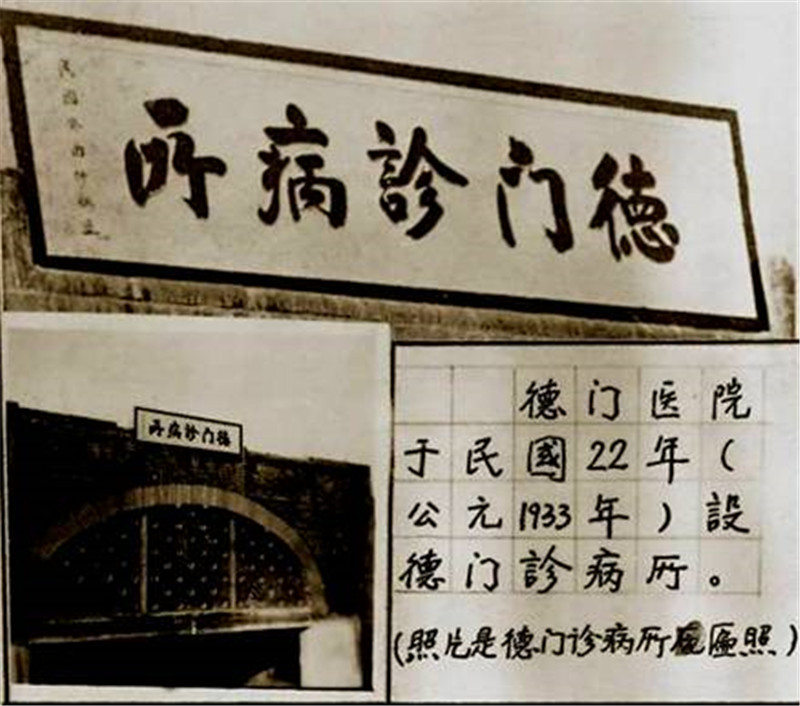 德门診病所
德门診病所
德门医院
于民國22年(
公元1933年)設
德门診病所。
(照片是德门诊病所匾照)